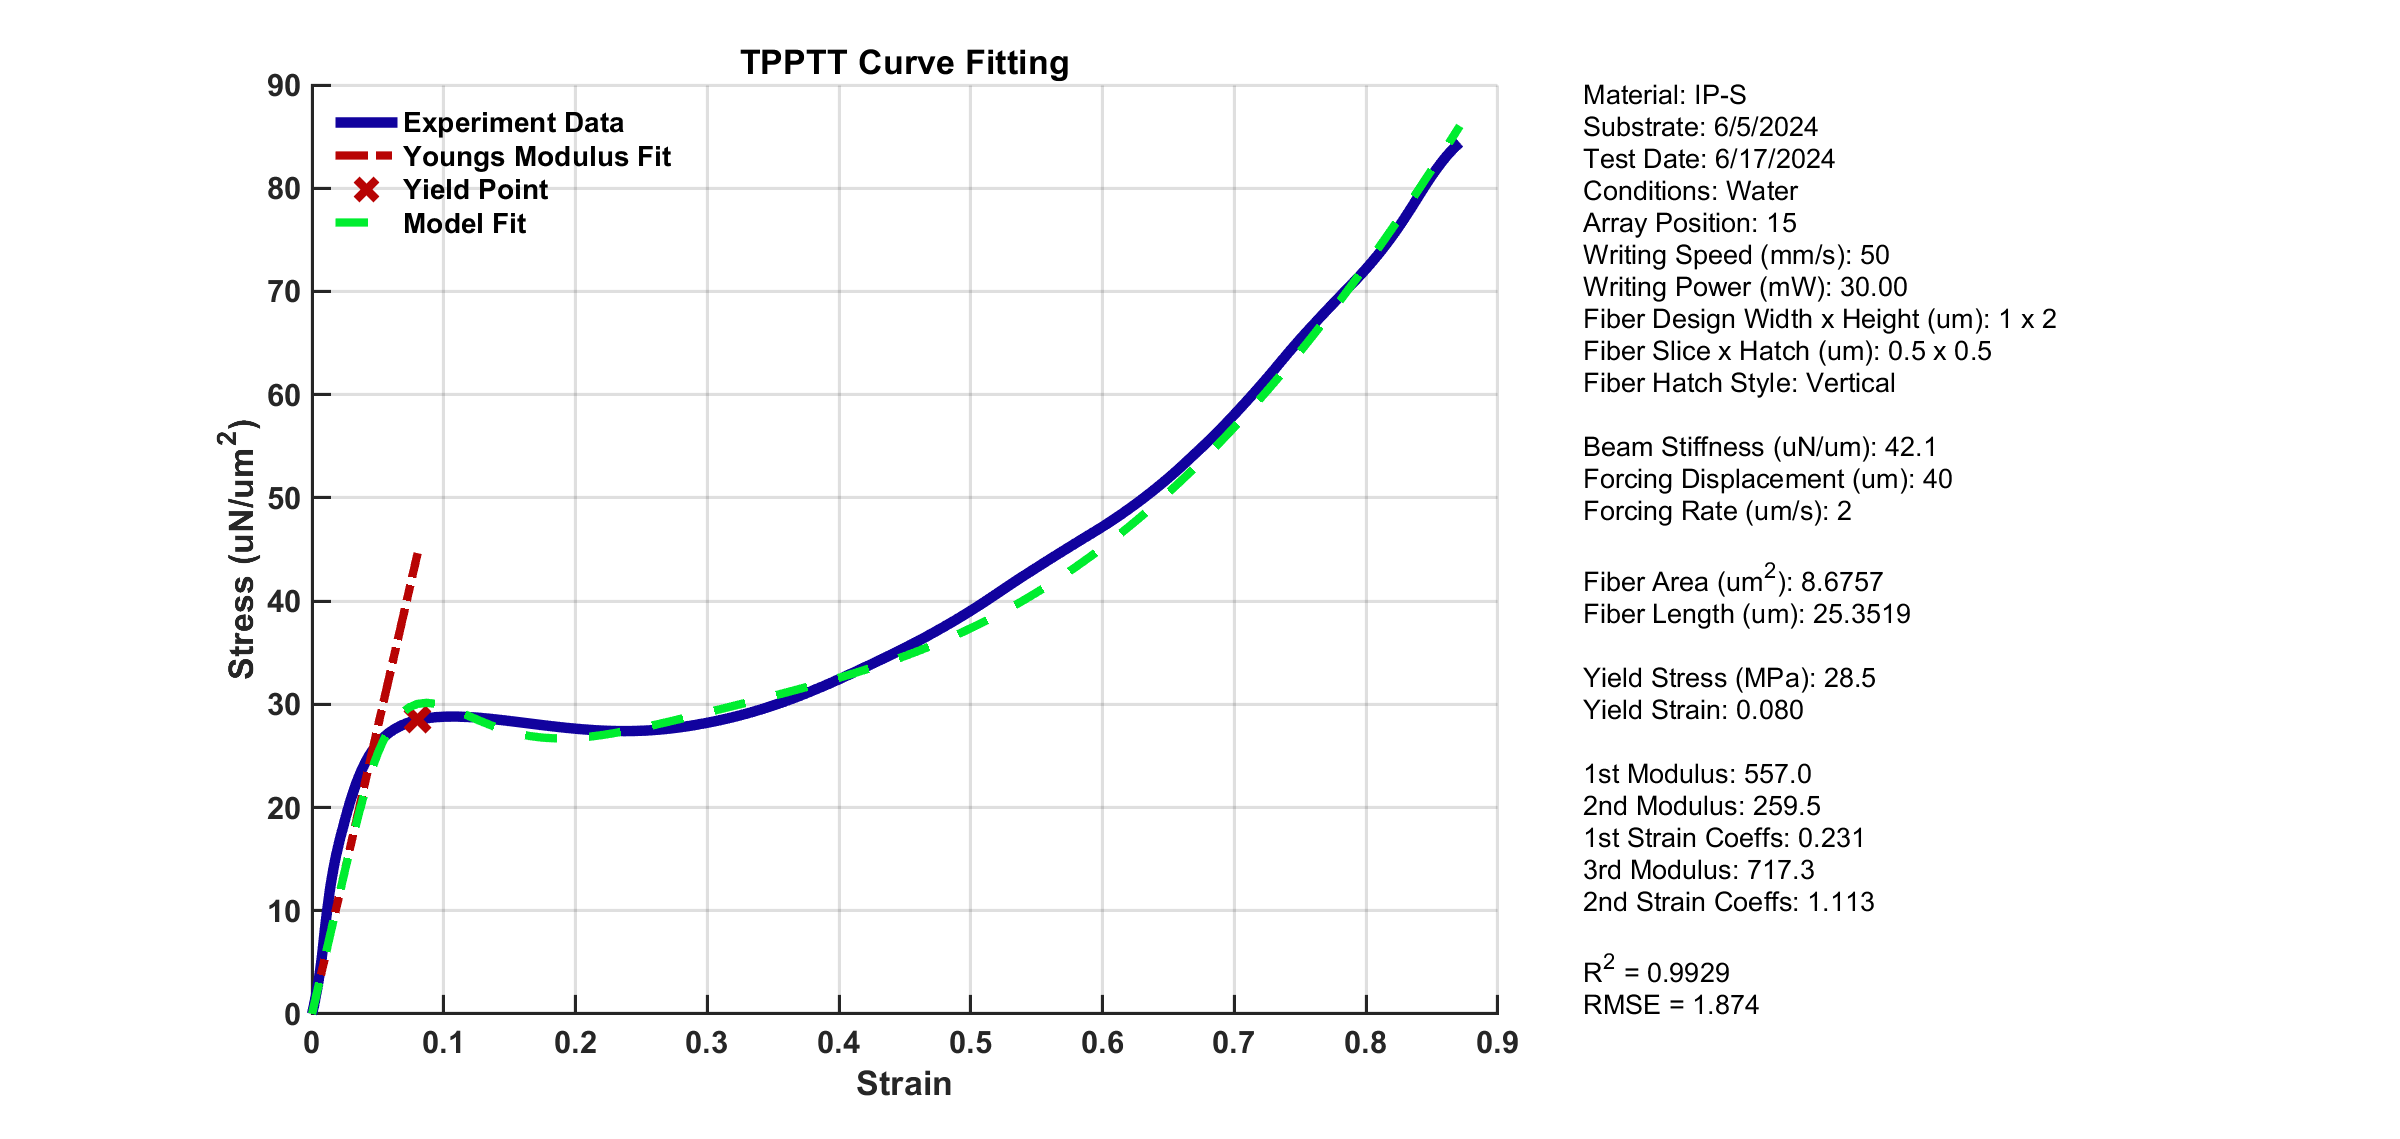 TPPTT Curve Fitting
90
80
70
60
50
40
30
20
10
0
Stress (uN/um²)
Experiment Data
Youngs Modulus Fit
Yield Point
Model Fit
0 0.1 0.2 0.3 0.4 0.5 0.6 0.7 0.8 0.9
Strain
Material: IP-S
Substrate: 6/5/2024
Test Date: 6/17/2024
Conditions: Water
Array Position: 15
Writing Speed (mm/s): 50
Writing Power (mW): 30.00
Fiber Design Width x Height (um): 1 x 2
Fiber Slice x Hatch (um): 0.5 x 0.5
Fiber Hatch Style: Vertical
Beam Stiffness (uN/um): 42.1
Forcing Displacement (um): 40
Forcing Rate (um/s): 2
Fiber Area (um²): 8.6757
Fiber Length (um): 25.3519
Yield Stress (MPa): 28.5
Yield Strain: 0.080
1st Modulus: 557.0
2nd Modulus: 259.5
1st Strain Coeffs: 0.231
3rd Modulus: 717.3
2nd Strain Coeffs: 1.113
R² = 0.9929
RMSE = 1.874